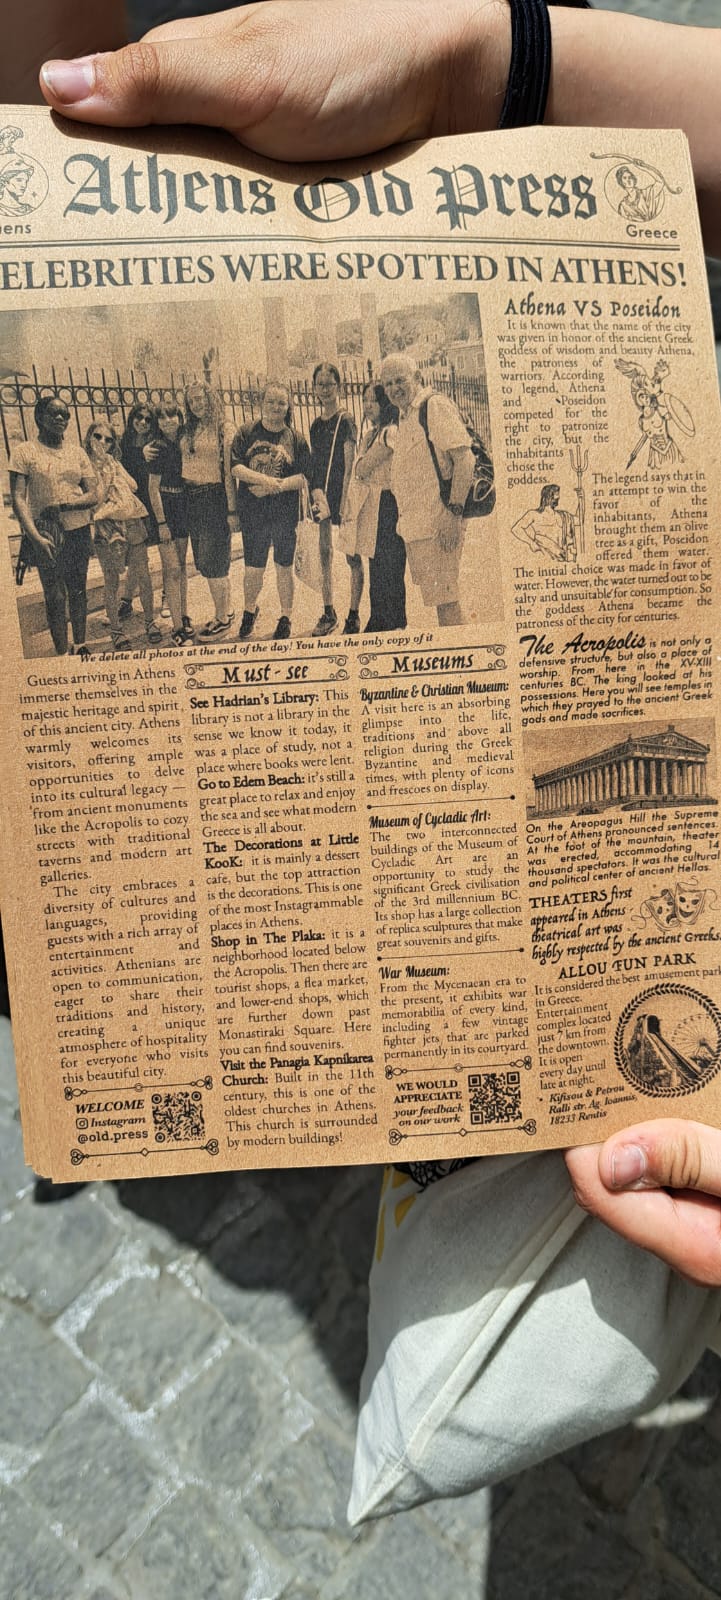 ens
Athens Old Press
Greece
ELEBRITIES WERE SPOTTED IN ATHENS!
We delete all photos at the end of the day! You have the only copy of it
Guests arriving in Athens
immerse themselves in the
majestic heritage and spirit
of this ancient city. Athens
warmly welcomes its
visitors, offering ample
opportunities to delve
into its cultural legacy —
from ancient monuments
like the Acropolis to cozy
streets with traditional
taverns and modern art
galleries.
The city embraces a
diversity of cultures and
languages, providing
guests with a rich array of
entertainment and
activities. Athenians are
open to communication,
eager to share their
traditions and history,
creating a unique
atmosphere of hospitality
for everyone who visits
this beautiful city.
WELCOME
Instagram
@old.press
Must - see
See Hadrian's Library: This
library is not a library in the
sense we know it today, it
was a place of study, not a
place where books were lent.
Go to Edem Beach: it's still a
great place to relax and enjoy
the sea and see what modern
Greece is all about.
The Decorations at Little
KooK: it is mainly a dessert
cafe, but the top attraction
is the decorations. This is one
of the most Instagrammable
places in Athens.
Shop in The Plaka: it is a
neighborhood located below
the Acropolis. Then there are
tourist shops, a flea market,
and lower-end shops, which
are further down past
Monastiraki Square. Here
you can find souvenirs.
Visit the Panagia Kapnikarea
Church: Built in the 11th
century, this is one of the
oldest churches in Athens.
This church is surrounded
by modern buildings!
Museums
Byzantine & Christian Museum:
A visit here is an absorbing
glimpse into the life,
traditions and above all
religion during the Greek
Byzantine and medieval
times, with plenty of icons
and frescoes on display.
Museum of Cycladic Art:
The two interconnected
buildings of the Museum of
Cycladic Art are an
opportunity to study the
significant Greek civilisation
of the 3rd millennium BC.
Its shop has a large collection
of replica sculptures that make
great souvenirs and gifts.
War Museum:
From the Mycenaean era to
the present, it exhibits war
memorabilia of every kind,
including a few vintage
fighter jets that are parked
permanently in its courtyard.
WE WOULD
APPRECIATE
your feedback
on our work
Athena VS Poseidon
It is known that the name of the city
was given in honor of the ancient Greek
goddess of wisdom and beauty Athena,
the patroness of
warriors. According
to legend, Athena
and Poseidon
competed for the
right to patronize
the city, but the
inhabitants
chose the
goddess.
The legend says that in
an attempt to win the
favor of the
inhabitants, Athena
brought them an olive
tree as a gift, Poseidon
offered them water.
The initial choice was made in favor of
water. However, the water turned out to be
salty and unsuitable for consumption. So
the goddess Athena became the
patroness of the city for centuries.
The Acropolis is not only a
defensive structure, but also a place of
worship. From here in the XV-XIII
centuries BC. The king looked at his
possessions. Here you will see temples in
which they prayed to the ancient Greek
gods and made sacrifices.
On the Areopagus Hill the Supreme
Court of Athens pronounced sentences.
At the foot of the mountain, theater
was erected, accommodating 14
thousand spectators. It was the cultural
and political center of ancient Hellas.
THEATERS first
appeared in Athens
theatrical art was
highly respected by the ancient Greeks.
ALLOU FUN PARK
It is considered the best amusement park
in Greece.
Entertainment
complex located
just 7 km from
the downtown.
It is open
every day until
late at night.
Kifisou & Petrou
Ralli str. Ag. Ioannis,
18233 Rentis